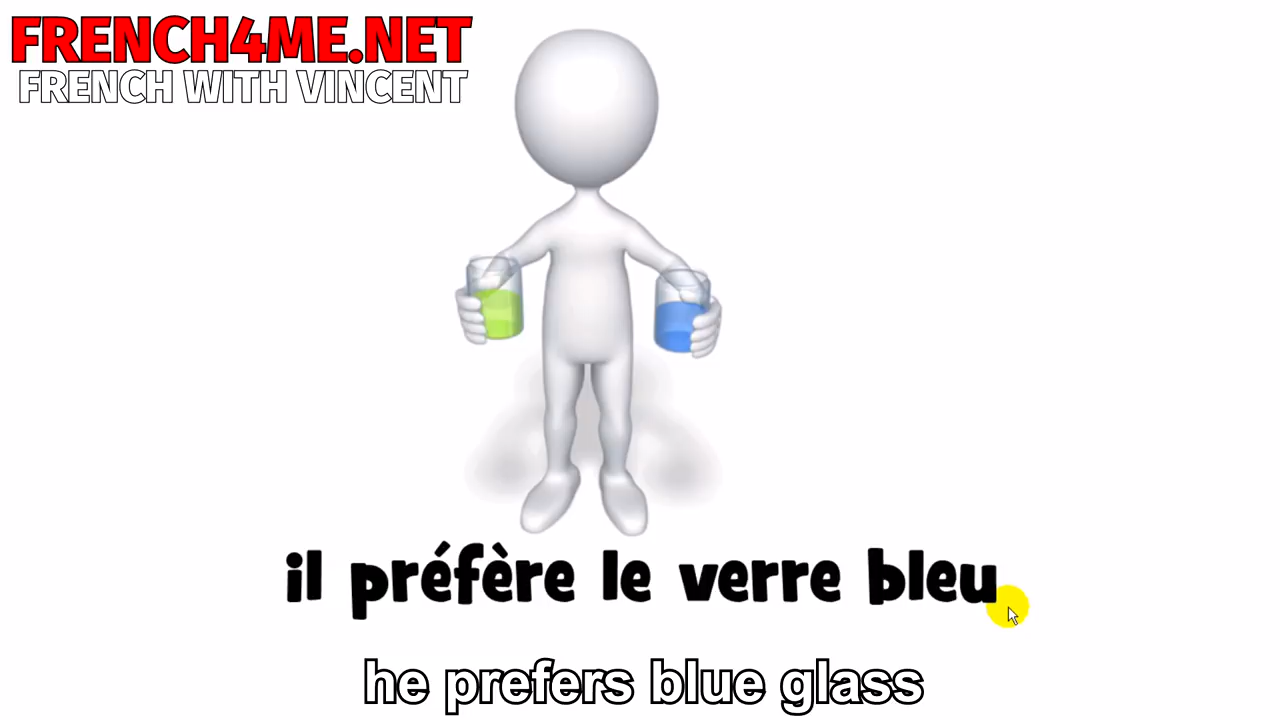 FRENCH4ME.NET
FRENCH WITH VINCENT
il préfère le verre bleu
he prefers blue glass